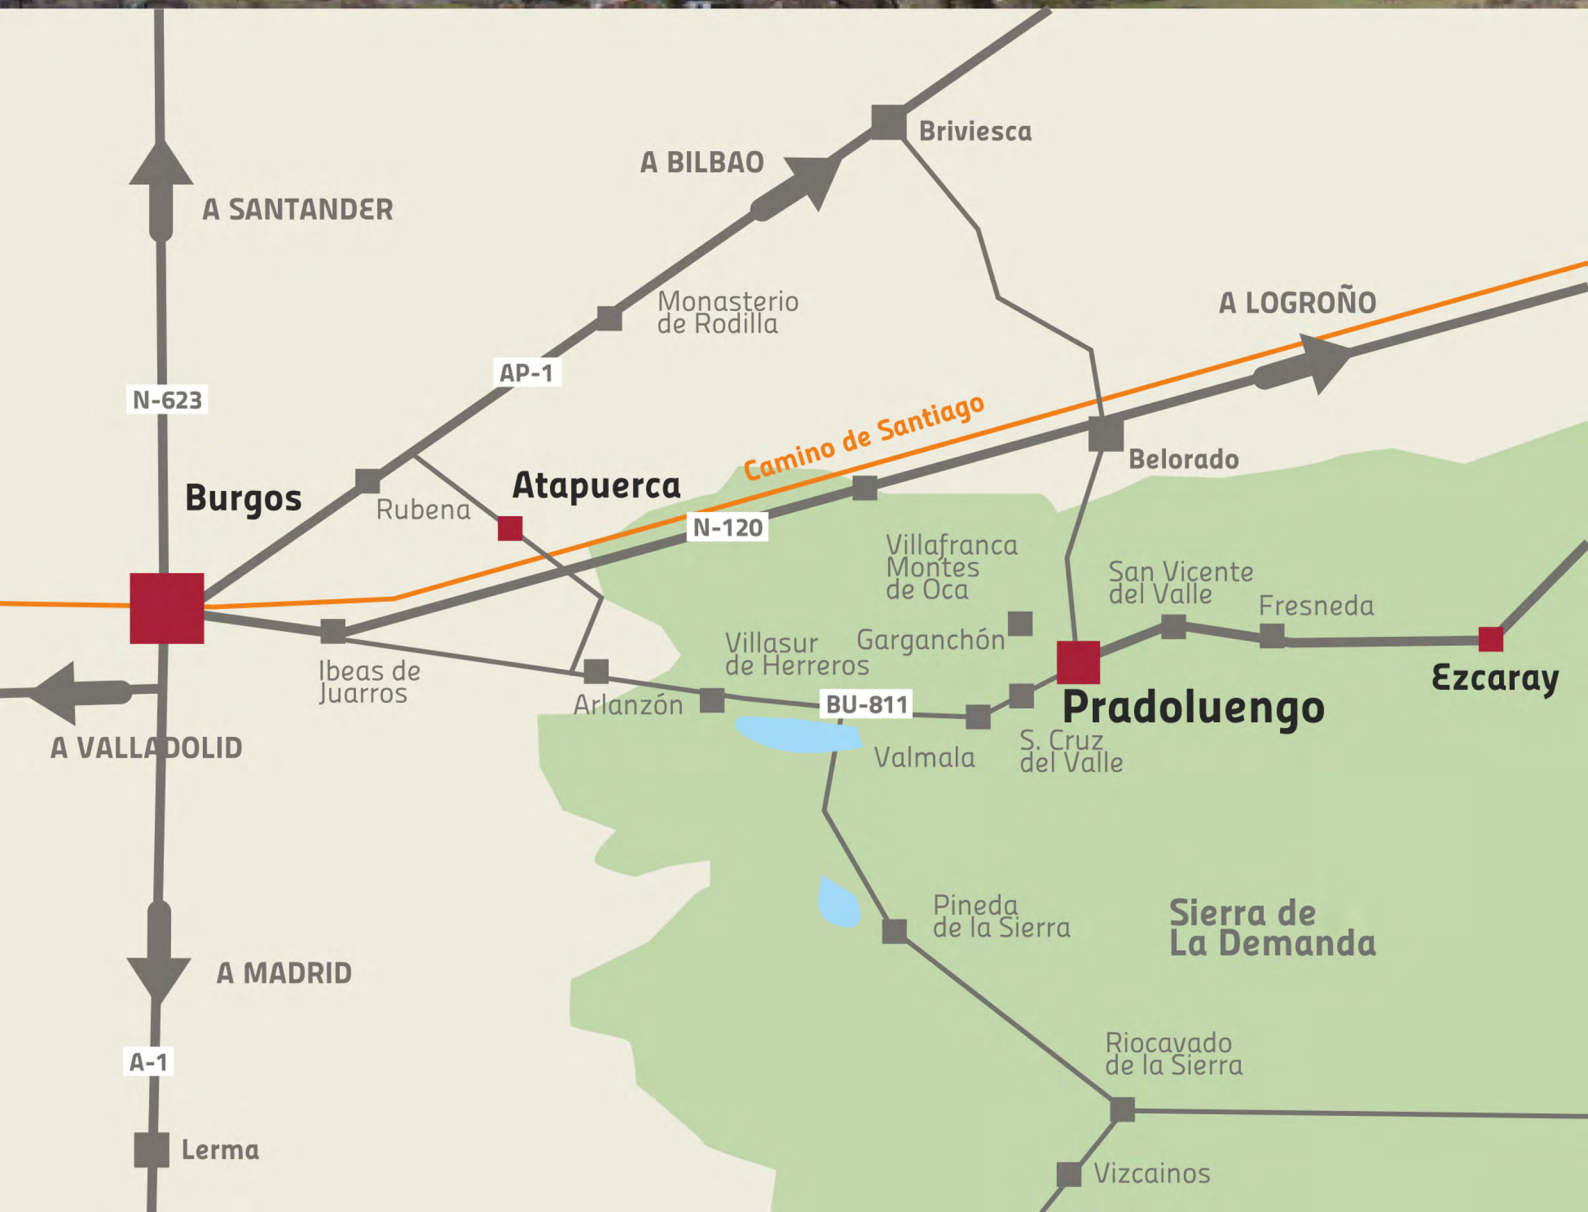 Briviesca
A BILBAO
A SANTANDER
Monasterio
de Rodilla
A LOGROÑO
AP-1
N-623
Camino de Santiago
Belorado
Burgos
Atapuerca
Rubena
N-120
Villafranca
Montes
de Oca
San Vicente
del Valle
Fresneda
Garganchón
Villasur
de Herreros
Ibeas de
Juarros
Ezcaray
Arlanzón
BU-811
Pradoluengo
A VALLADOLID
S. Cruz
del Valle
Valmala
Pineda
de la Sierra
Sierra de
La Demanda
A MADRID
Riocavado
de la Sierra
A-1
Lerma
Vizcainos